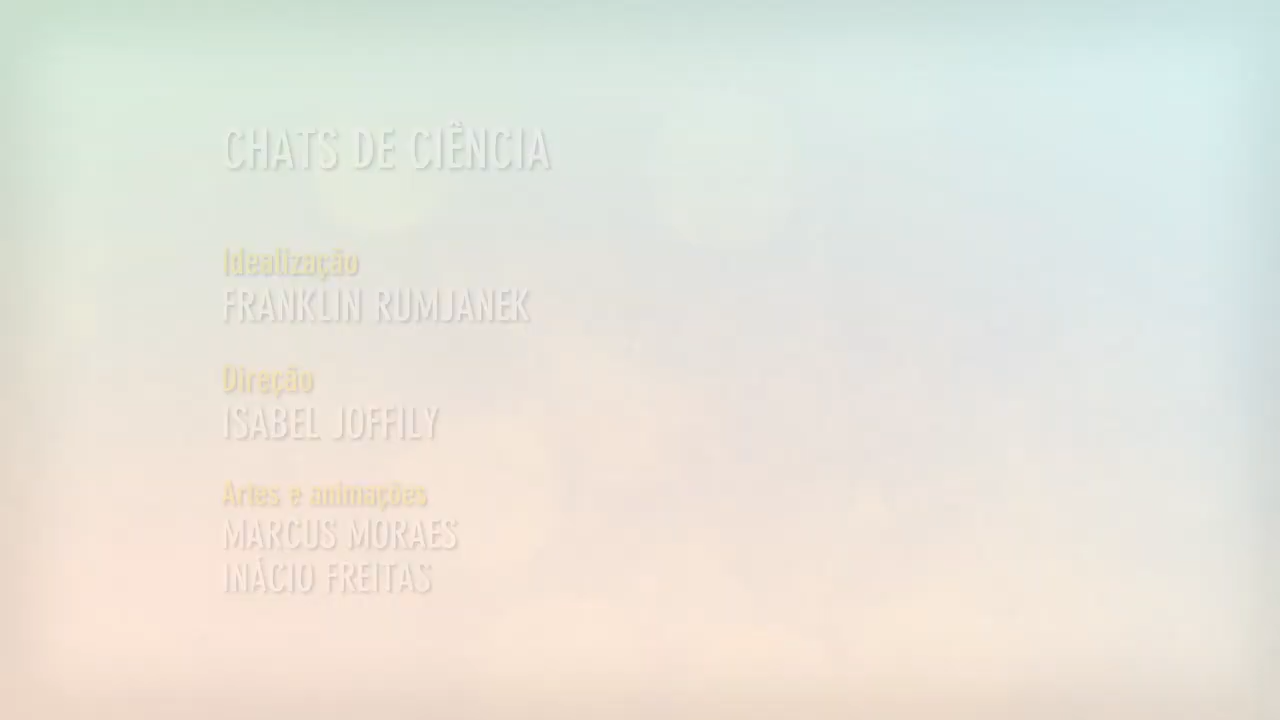 CHATS DE CIÊNCIA
Idealização
FRANKLIN RUMJANEK
Direção
ISABEL JOFFILY
Artes e animações
MARCUS MORAES
INÁCIO FREITAS